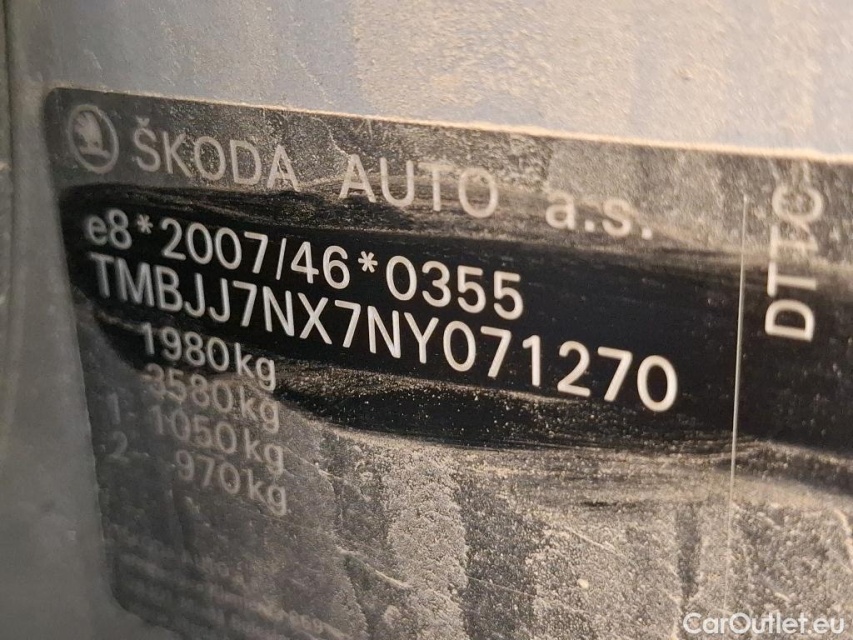 ŠKODA AUTO a.s.
e8*2007/46*0355
TMBJJ7NX7NY071270
1980kg
3580kg
1- 1050kg
2- 970kg
DTTC
CarOutlet.eu